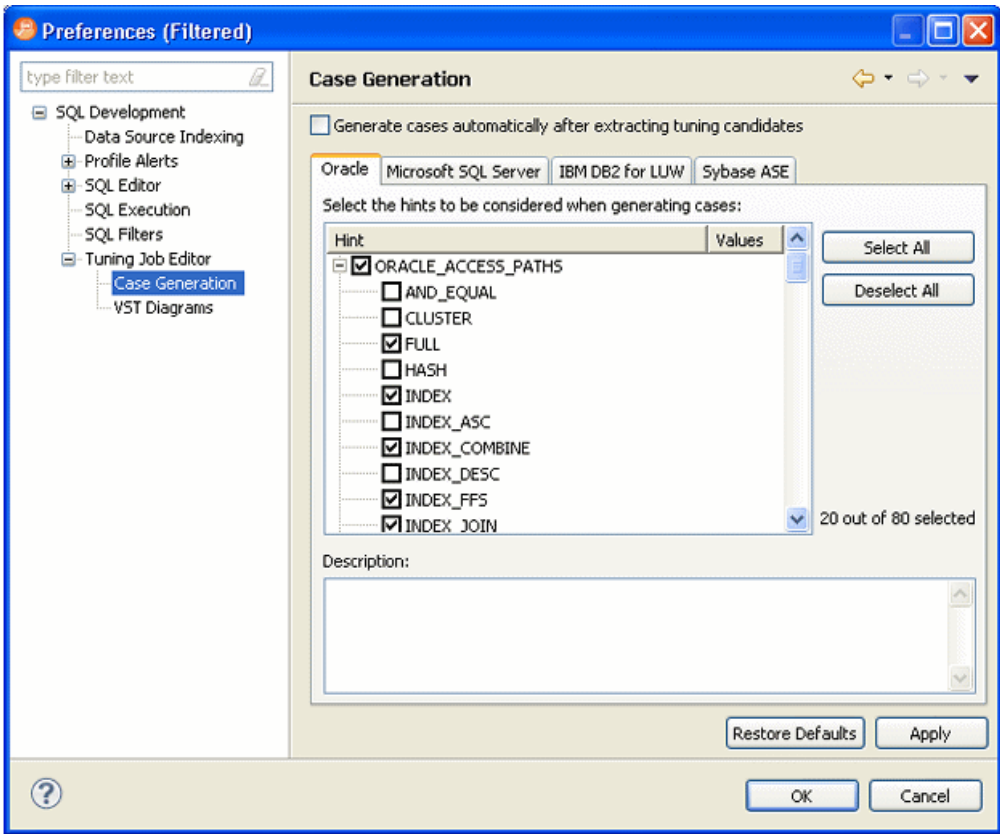 Preferences (Filtered)
type filter text
SQL Development
Data Source Indexing
Profile Alerts
SQL Editor
SQL Execution
SQL Filters
Tuning Job Editor
Case Generation
VST Diagrams
Case Generation
Generate cases automatically after extracting tuning candidates
Oracle Microsoft SQL Server IBM DB2 for LUW Sybase ASE
Select the hints to be considered when generating cases:
Hint Values
ORACLE_ACCESS_PATHS
AND_EQUAL
CLUSTER
FULL
HASH
INDEX
INDEX_ASC
INDEX_COMBINE
INDEX_DESC
INDEX_FFS
INDEX_JOIN
Select All
Deselect All
20 out of 80 selected
Description:
Restore Defaults Apply
? OK Cancel